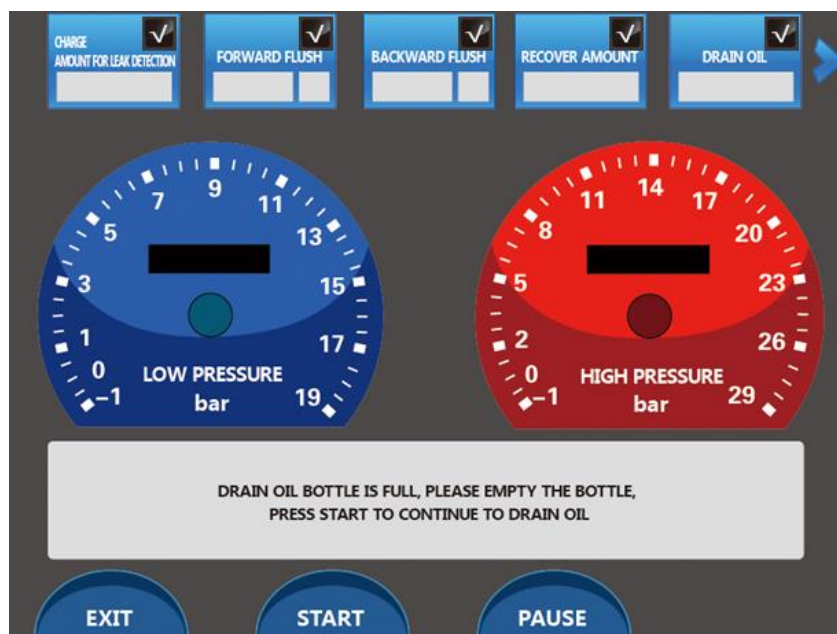 CHARGE
AMOUNT FOR LEAK DETECTION
FORWARD FLUSH
BACKWARD FLUSH
RECOVER AMOUNT
DRAIN OIL
-1
0
1
3
5
7
9
11
13
15
17
19
LOW PRESSURE
bar
-1
0
2
5
8
11
14
17
20
23
26
29
HIGH PRESSURE
bar
DRAIN OIL BOTTLE IS FULL, PLEASE EMPTY THE BOTTLE,
PRESS START TO CONTINUE TO DRAIN OIL
EXIT
START
PAUSE